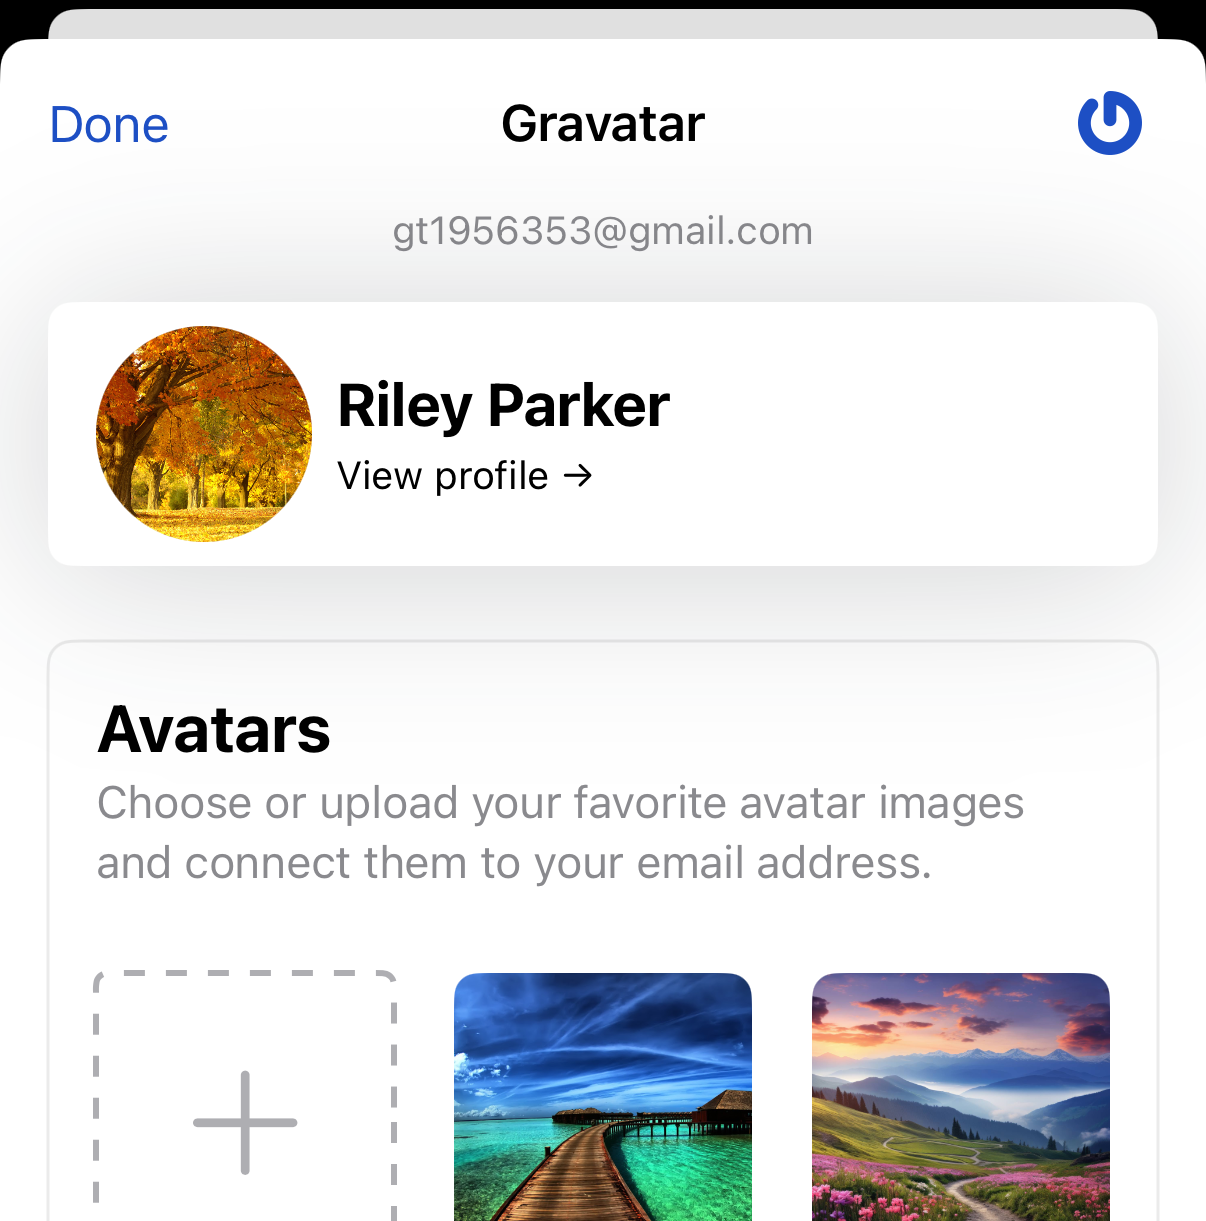 Done
Gravatar
gt1956353@gmail.com
Riley Parker
View profile →
Avatars
Choose or upload your favorite avatar images
and connect them to your email address.